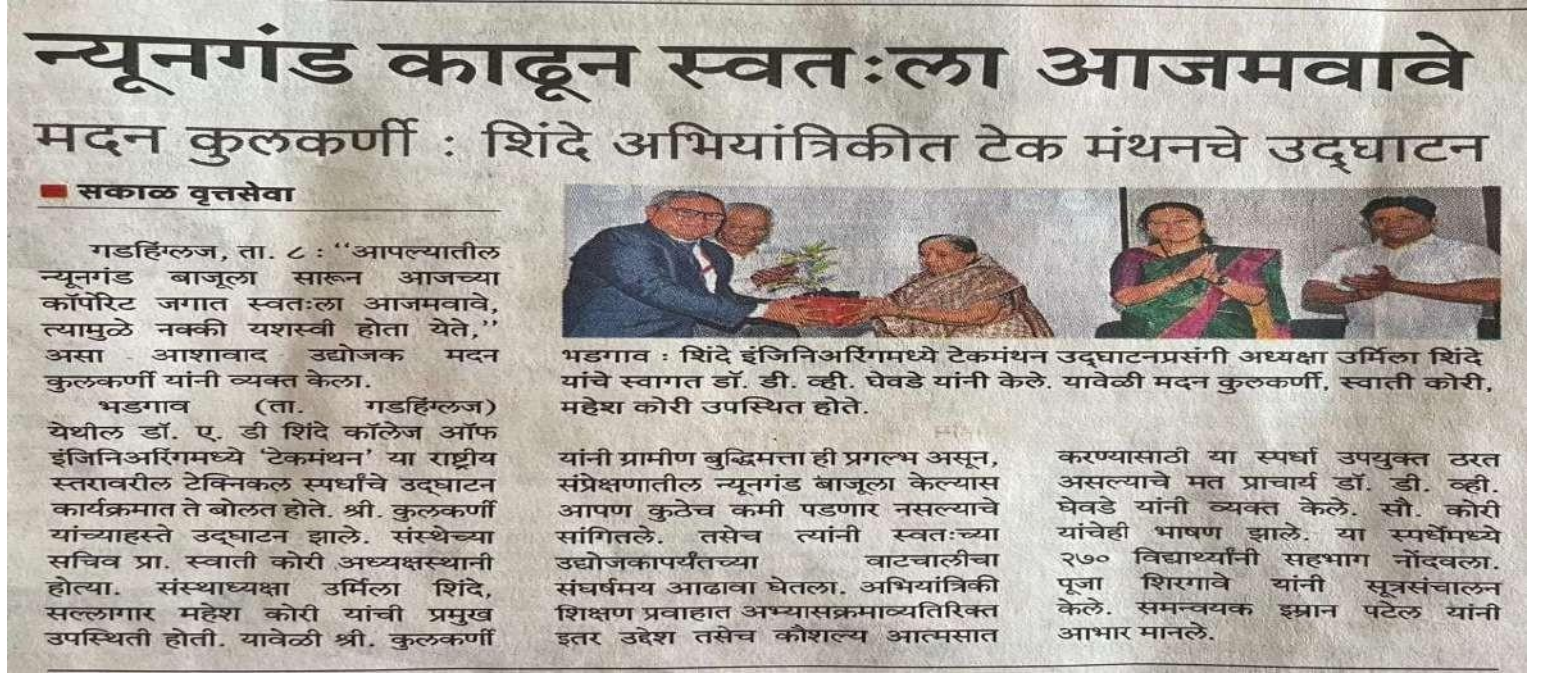 न्यूनगंड काढून स्वतःला आजमवावे
मदन कुलकर्णी : शिंदे अभियांत्रिकीत टेक मंथनचे उद्‌घाटन
सकाळ वृत्तसेवा
गडहिंग्लज, ता. ८ : ‘‘आपल्यातील
न्यूनगंड बाजूला सारून आजच्या
कॉर्पोरेट जगात स्वतःला आजमवावे,
त्यामुळे नक्की यशस्वी होता येते,’’
असा आशावाद उद्योजक मदन
कुलकर्णी यांनी व्यक्त केला.
भडगाव (ता. गडहिंग्लज)
येथील डॉ. ए. डी शिंदे कॉलेज ऑफ
इंजिनिअरिंगमध्ये ‘टेकमंथन’ या राष्ट्रीय
स्तरावरील टेक्निकल स्पर्धांचे उद्‌घाटन
कार्यक्रमात ते बोलत होते. श्री. कुलकर्णी
यांच्याहस्ते उद्‌घाटन झाले. संस्थेच्या
सचिव प्रा. स्वाती कोरी अध्यक्षस्थानी
होत्या. संस्थाध्यक्षा उर्मिला शिंदे,
सल्लागार महेश कोरी यांची प्रमुख
उपस्थिती होती. यावेळी श्री. कुलकर्णी
भडगाव : शिंदे इंजिनिअरिंगमध्ये टेकमंथन उद्‌घाटनप्रसंगी अध्यक्षा उर्मिला शिंदे
यांचे स्वागत डॉ. डी. व्ही. घेवडे यांनी केले. यावेळी मदन कुलकर्णी, स्वाती कोरी,
महेश कोरी उपस्थित होते.
यांनी ग्रामीण बुद्धिमत्ता ही प्रगल्भ असून,
संप्रेक्षणातील न्यूनगंड बाजूला केल्यास
आपण कुठेच कमी पडणार नसल्याचे
सांगितले. तसेच त्यांनी स्वतःच्या
उद्योजकापर्यंतच्या वाटचालीचा
संघर्षमय आढावा घेतला. अभियांत्रिकी
शिक्षण प्रवाहात अभ्यासक्रमाव्यतिरिक्त
इतर उद्देश तसेच कौशल्य आत्मसात
करण्यासाठी या स्पर्धा उपयुक्त ठरत
असल्याचे मत प्राचार्य डॉ. डी. व्ही.
घेवडे यांनी व्यक्त केले. सौ. कोरी
यांचेही भाषण झाले. या स्पर्धेमध्ये
२७० विद्यार्थ्यांनी सहभाग नोंदवला.
पूजा शिरगावे यांनी सूत्रसंचालन
केले. समन्वयक इम्रान पटेल यांनी
आभार मानले.